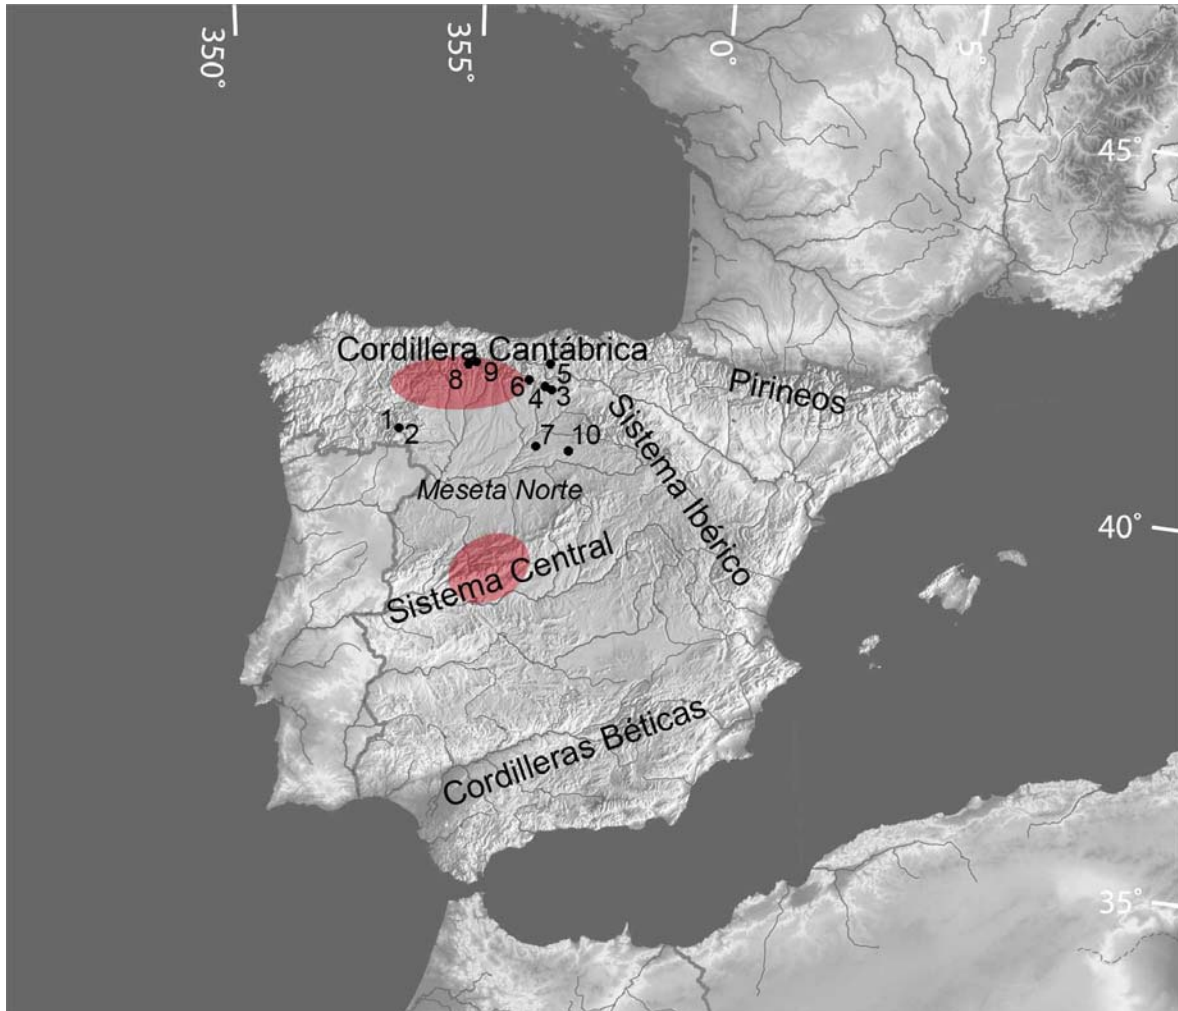 350°
355°
0°
5°
45°
Cordillera Cantábrica
8
9
6
5
4
3
Pirineos
1
2
7
10
Sistema Ibérico
Meseta Norte
40°
Sistema Central
Cordilleras Béticas
35°